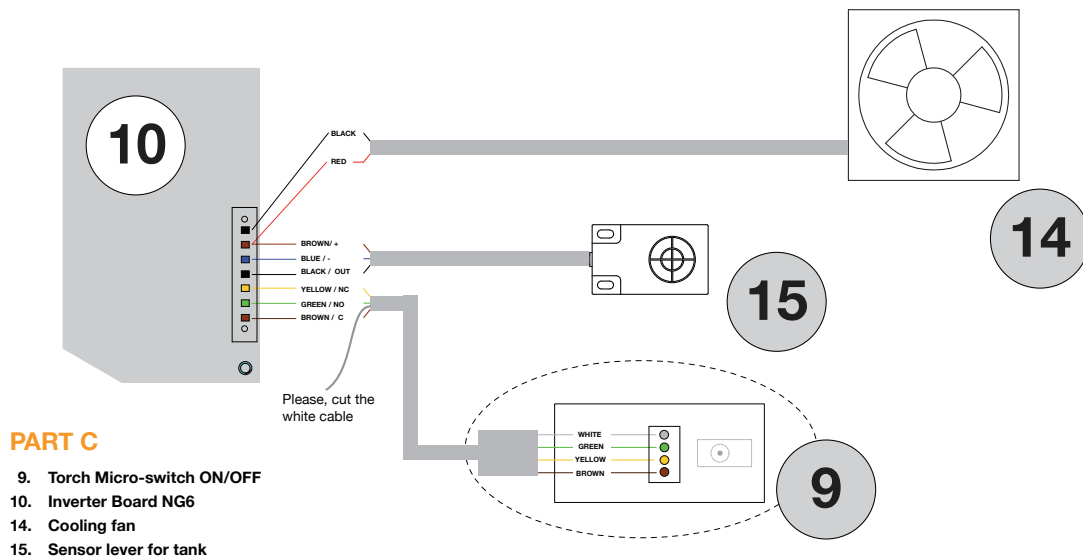 10
BLACK
RED
14
BROWN/ +
BLUE / -
BLACK / OUT
YELLOW / NC
GREEN / NO
BROWN / C
15
Please, cut the
white cable
WHITE
GREEN
YELLOW
BROWN
9
PART C
9. Torch Micro-switch ON/OFF
10. Inverter Board NG6
14. Cooling fan
15. Sensor lever for tank